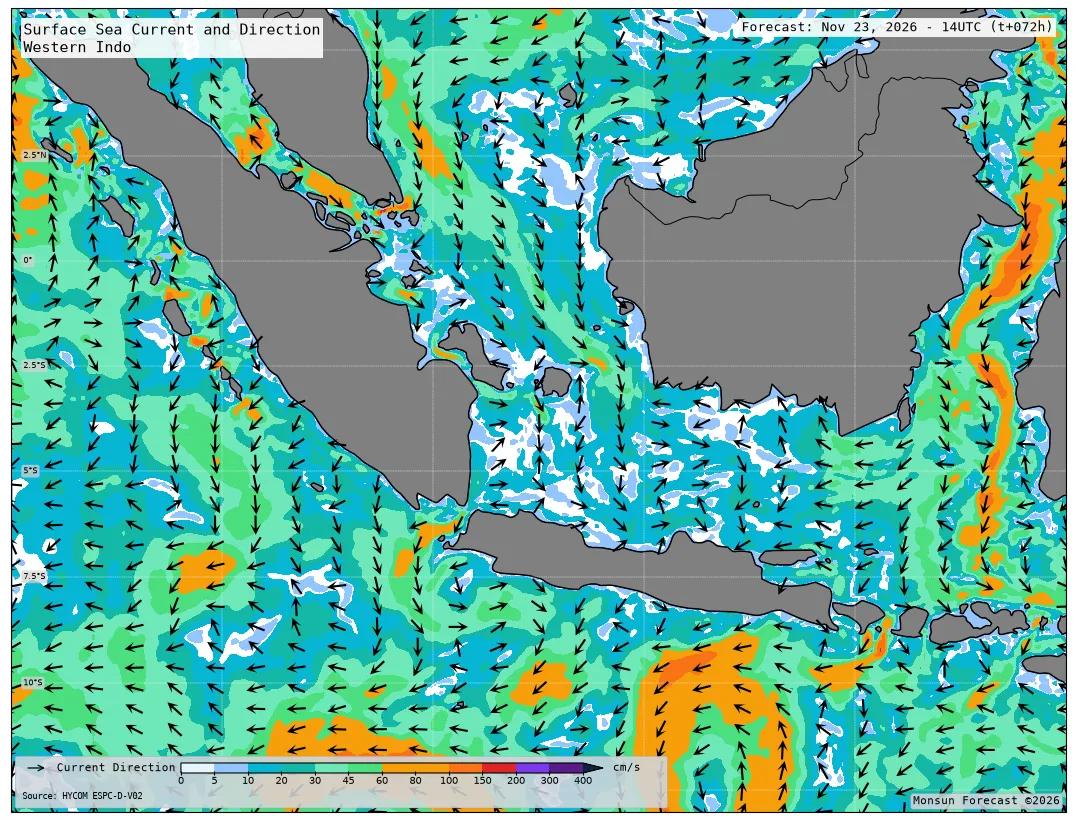 Surface Sea Current and Direction
Western Indo
Forecast: Nov 23, 2026 - 14UTC (t+072h)
2.5°N
0°
2.5°S
5°S
7.5°S
10°S
Current Direction
0 5 10 20 30 45 60 80 100 150 200 300 400 cm/s
Source: HYCOM ESPC-D-V02
Monsun Forecast ©2026